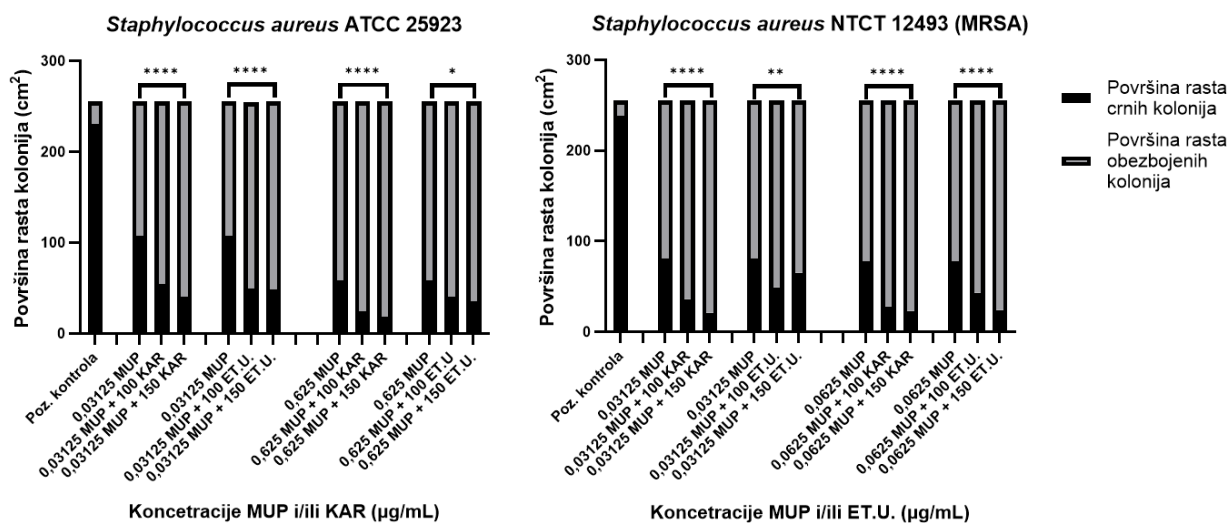 Staphylococcus aureus ATCC 25923
Površina rasta kolonija (cm²)
300
200
100
0
****
****
****
*
Poz. kontrola
0,03125 MUP
0,03125 MUP + 100 KAR
0,03125 MUP + 150 KAR
0,03125 MUP
0,03125 MUP + 100 ET.U.
0,03125 MUP + 150 ET.U.
0,625 MUP
0,625 MUP + 100 KAR
0,625 MUP + 150 KAR
0,625 MUP
0,625 MUP + 100 ET.U
0,625 MUP + 150 ET.U.
Koncetracije MUP i/ili KAR (µg/mL)
Staphylococcus aureus NTCT 12493 (MRSA)
Površina rasta kolonija (cm²)
300
200
100
0
****
**
****
****
Poz. kontrola
0,03125 MUP
0,03125 MUP + 100 KAR
0,03125 MUP + 150 KAR
0,03125 MUP
0,03125 MUP + 100 ET.U.
0,03125 MUP + 150 ET.U.
0,0625 MUP
0,0625 MUP + 100 KAR
0,0625 MUP + 150 KAR
0,0625 MUP
0,0625 MUP + 100 ET.U.
0,0625 MUP + 150 ET.U.
Koncetracije MUP i/ili ET.U. (µg/mL)
Površina rasta
crnih kolonija
Površina rasta
obezbojenih
kolonija